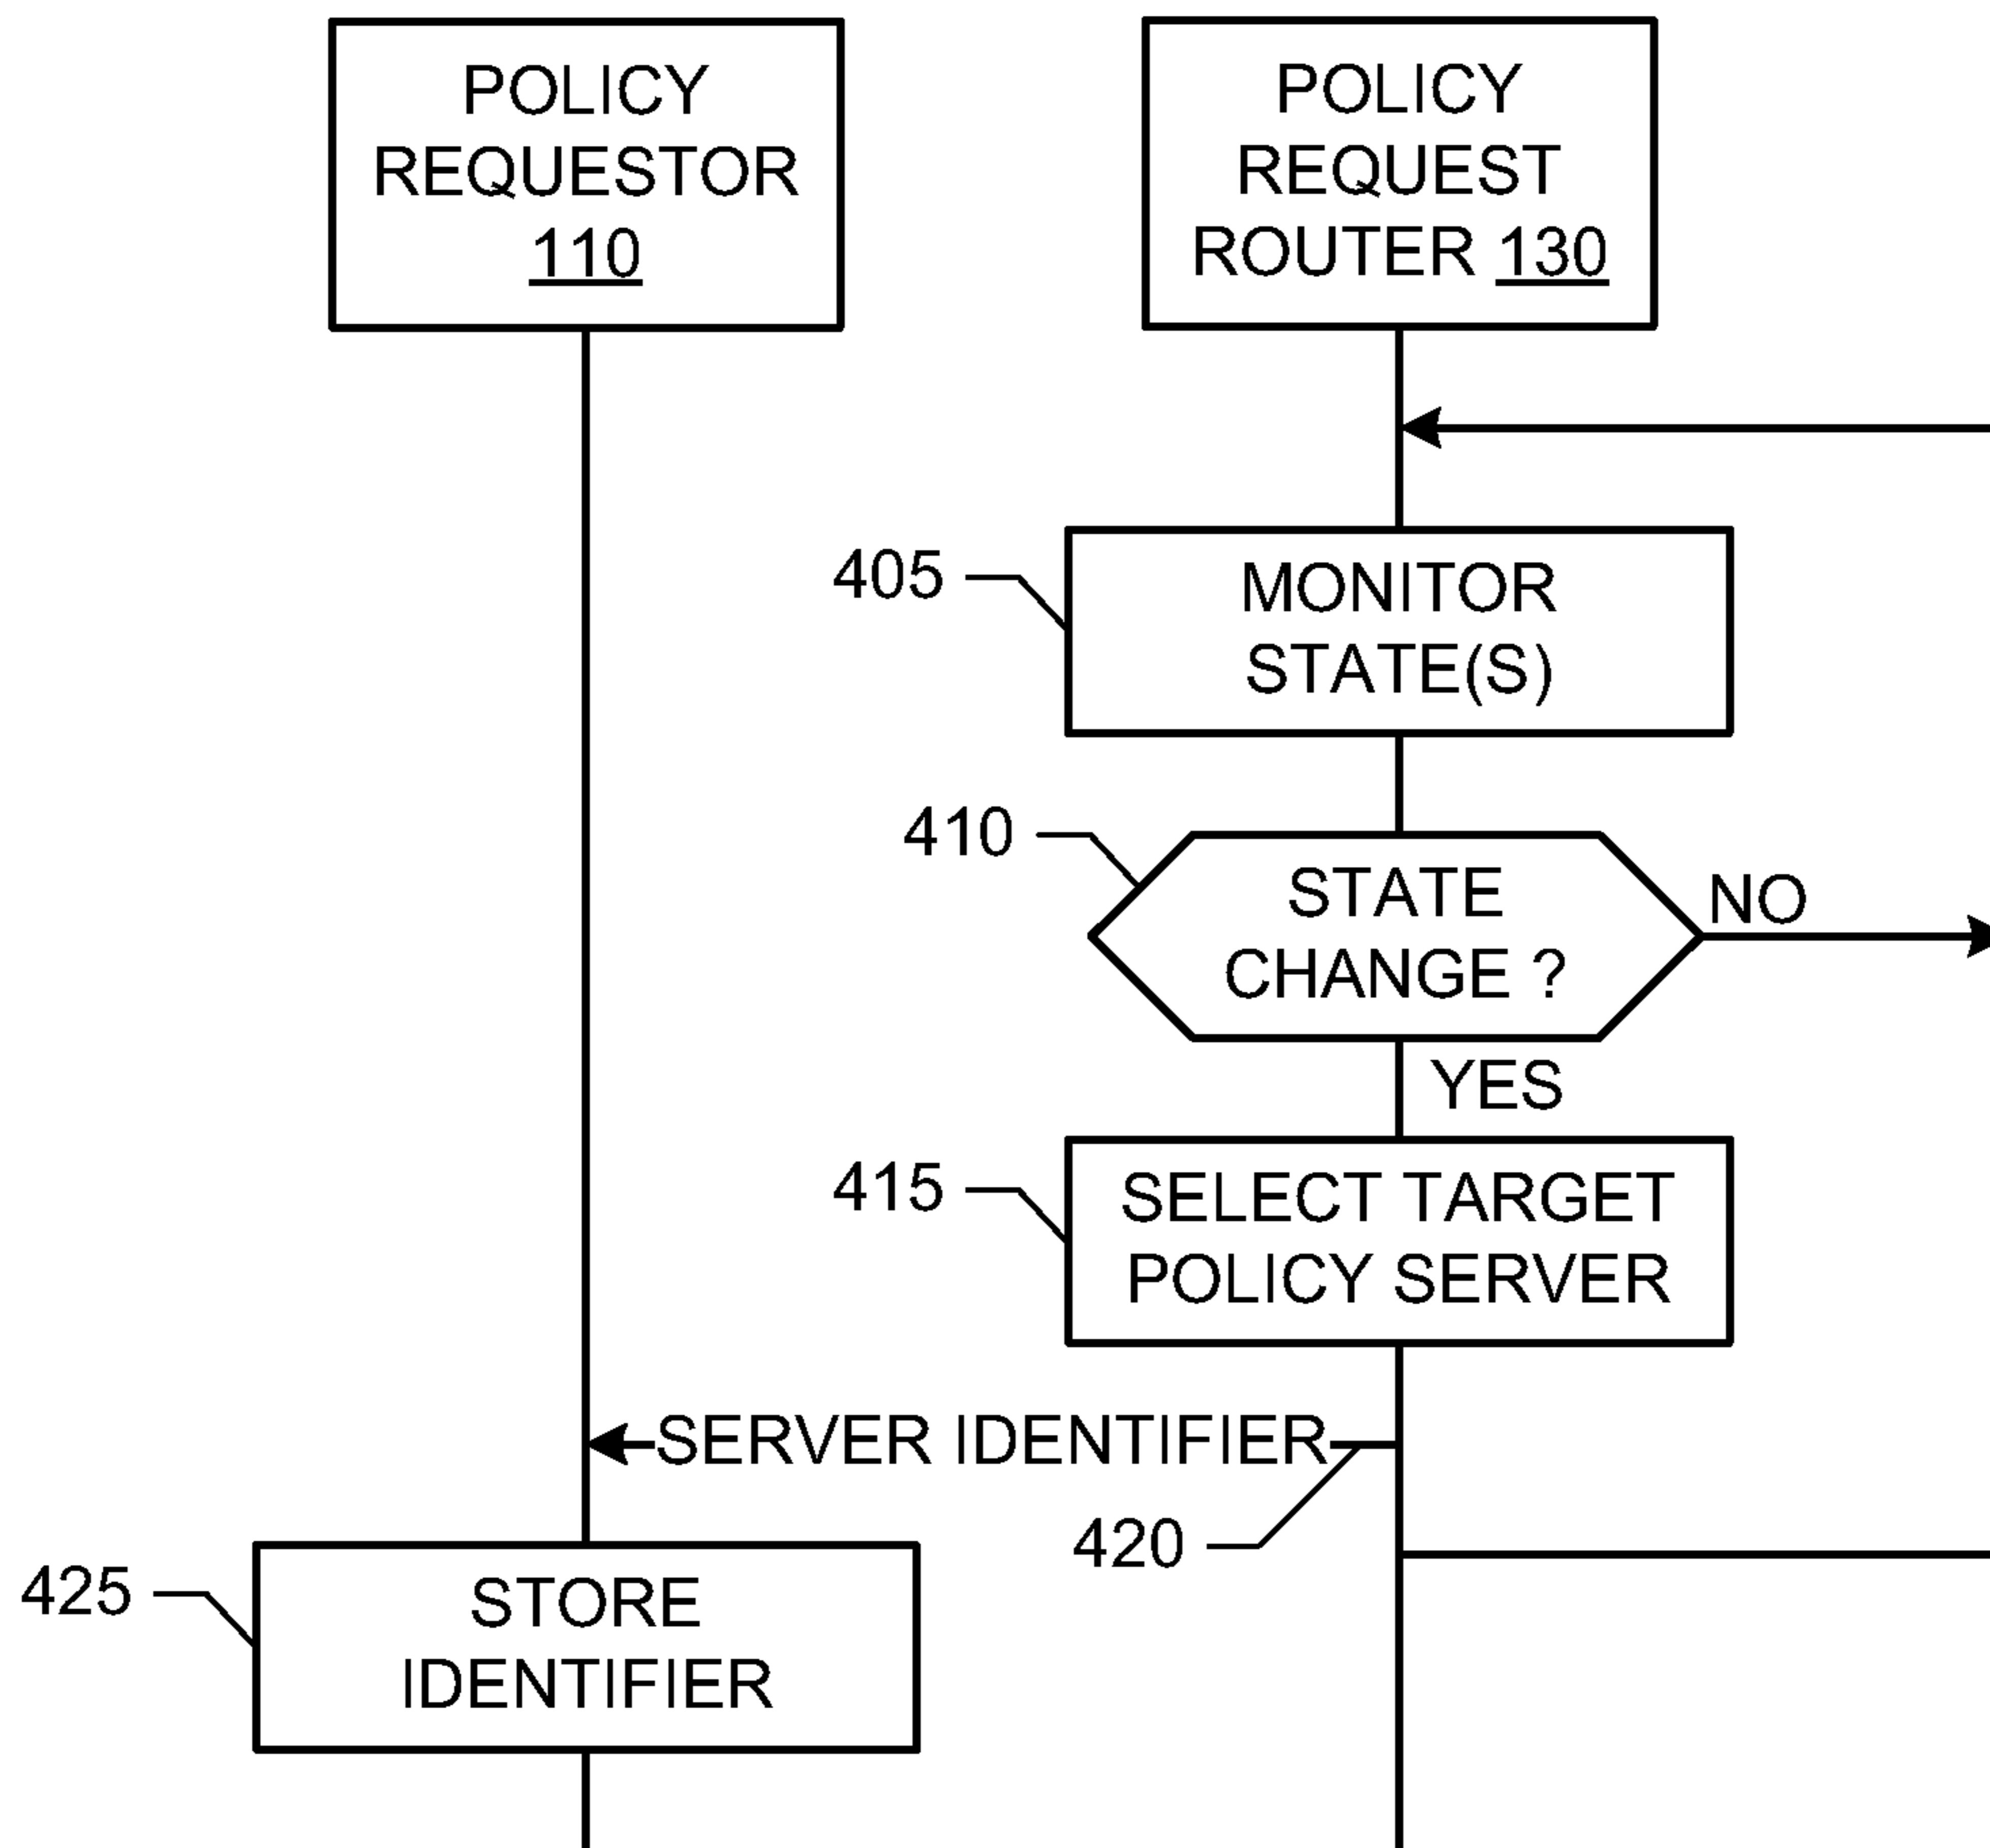 POLICY
REQUESTOR
110
POLICY
REQUEST
ROUTER 130
405
MONITOR
STATE(S)
410
STATE
CHANGE ?
NO
YES
415
SELECT TARGET
POLICY SERVER
SERVER IDENTIFIER
420
425
STORE
IDENTIFIER